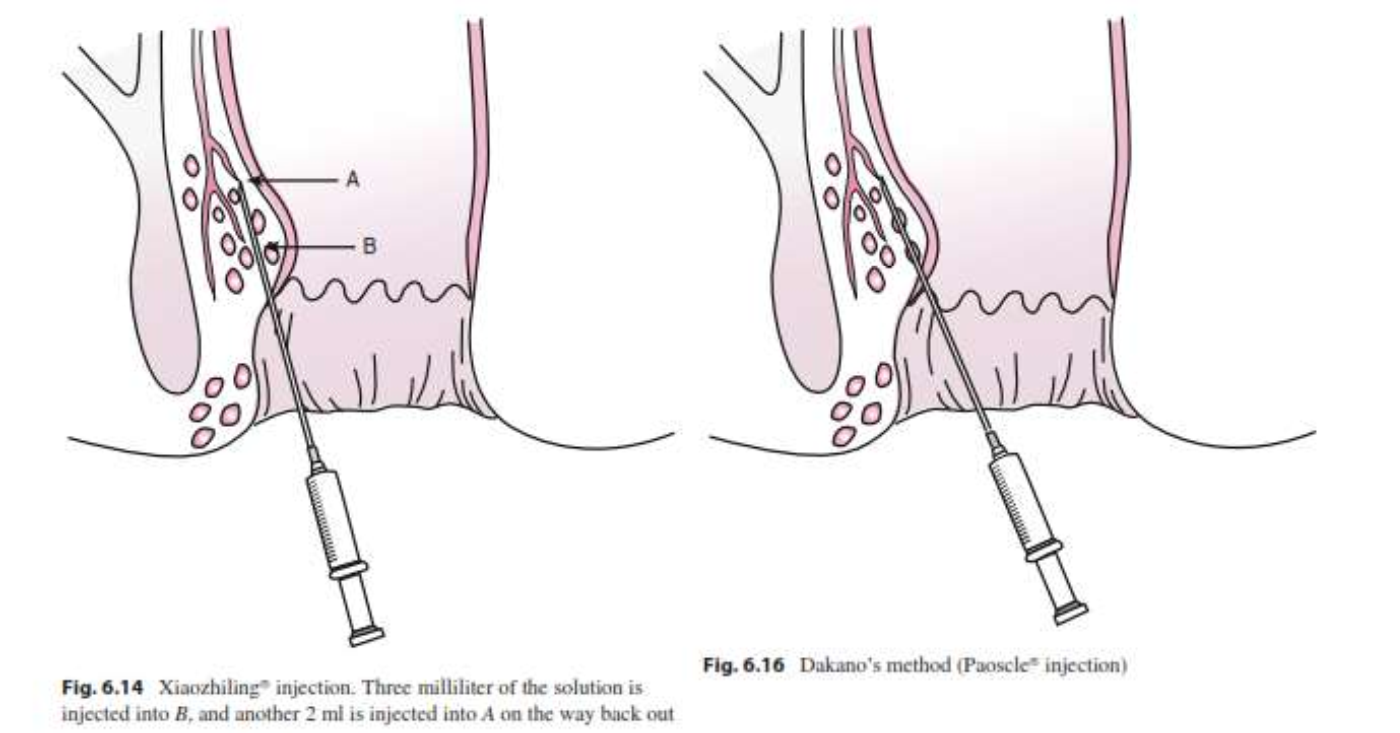 A
B
Fig. 6.14 Xiaozhiling® injection. Three milliliter of the solution is
injected into B, and another 2 ml is injected into A on the way back out
Fig. 6.16 Dakano's method (Paoscle® injection)